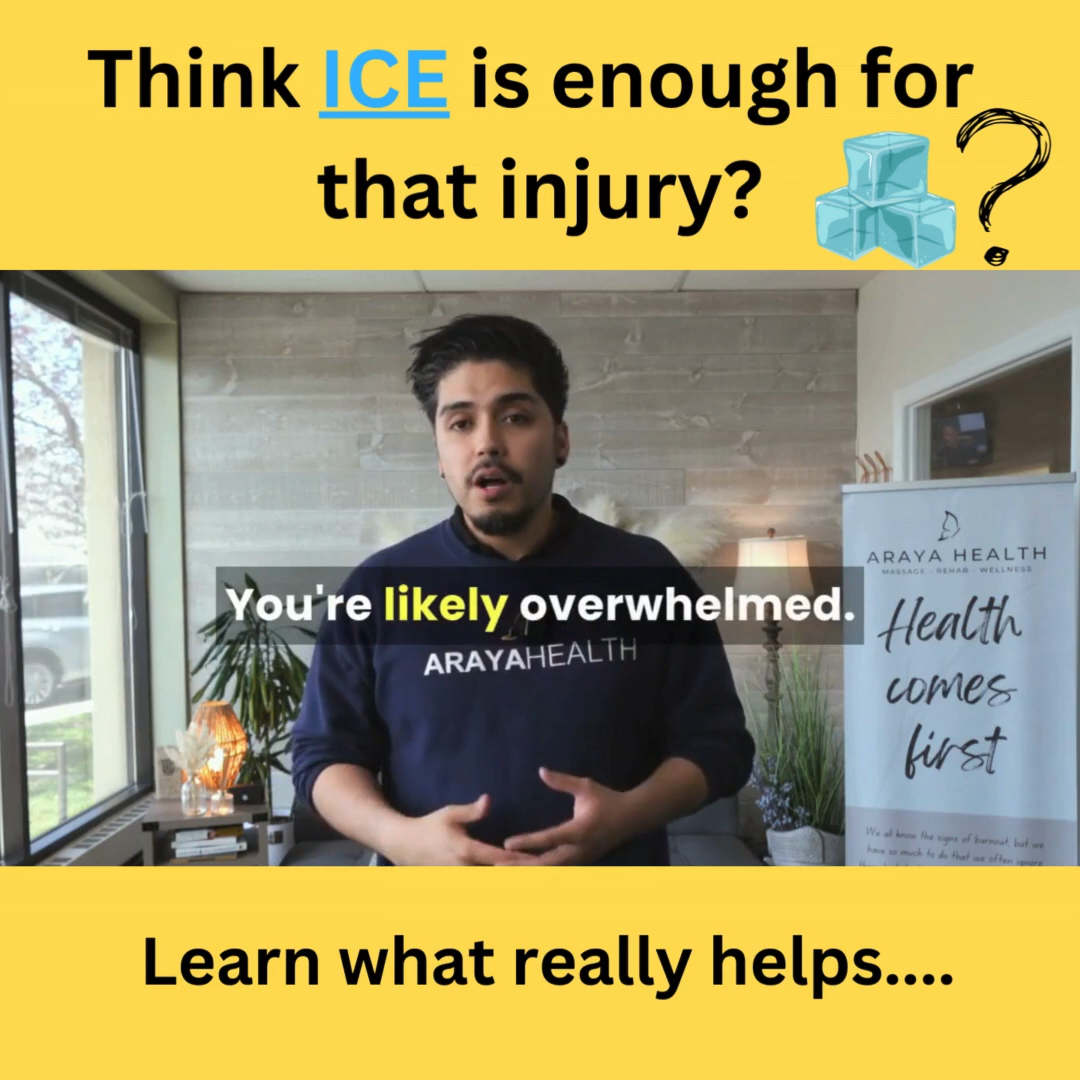 Think ICE is enough for
that injury?
You're likely overwhelmed.
ARAYAHEALTH
ARAYA HEALTH
MASSAGE - REHAB - WELLNESS
Health
comes
first
We all know the signs of burnout, but we
have so much to do that we often ignore
Learn what really helps....